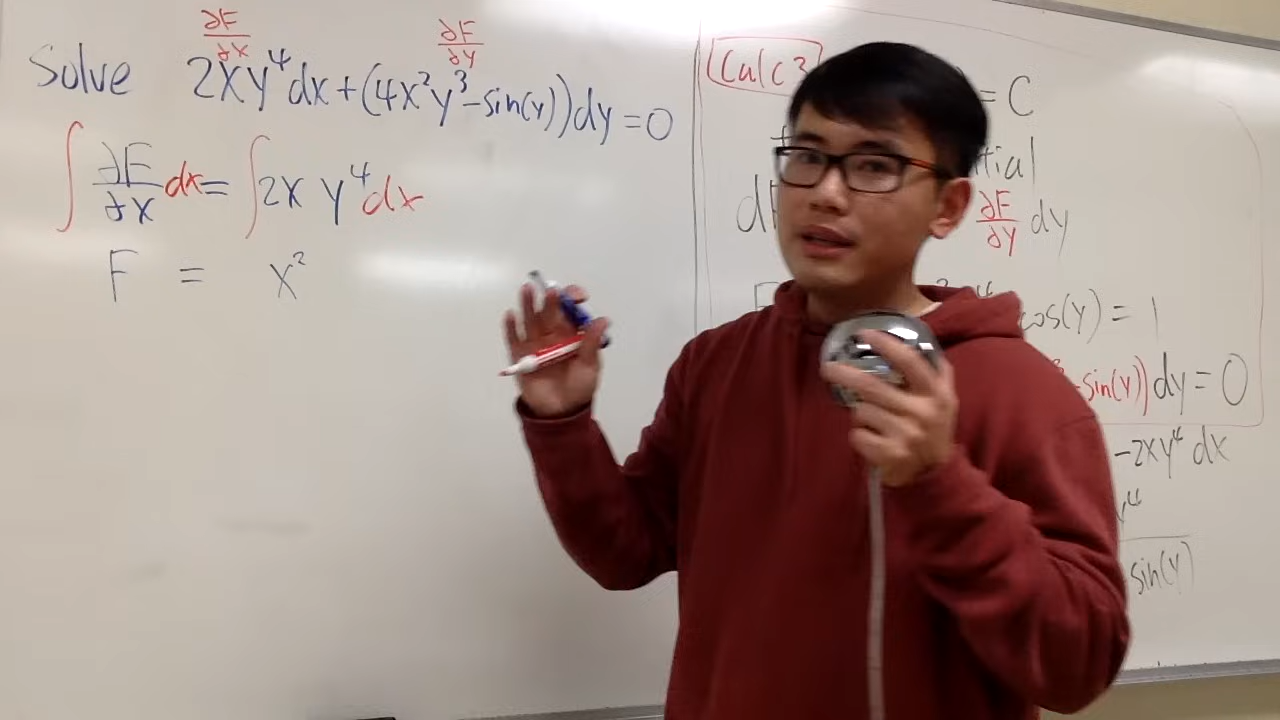 ∂F/∂x ∂F/∂y
Solve 2xy⁴dx+(4x²y³-sin(y))dy=0
∫ ∂F/∂x dx = ∫ 2x y⁴ dx
F = x²
Calc 3
= C
∂F/∂y dy
cos(y) = 1
-sin(y)) dy = 0
-2xy⁴ dx
sin(y)